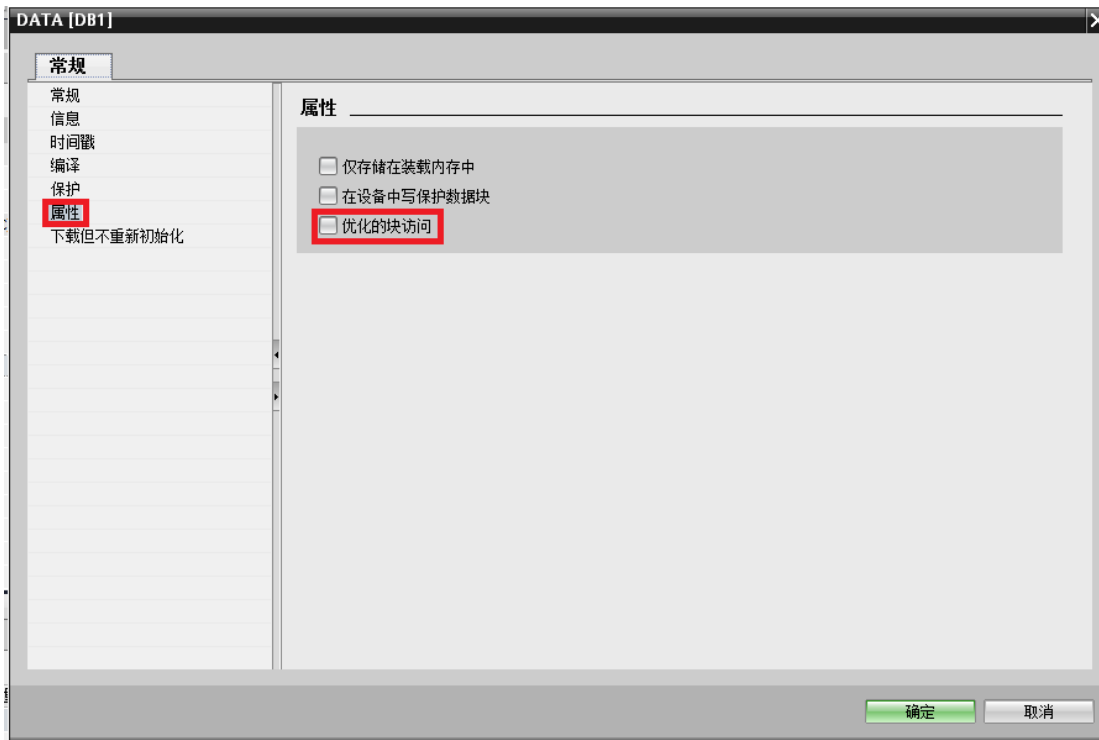 DATA [DB1]
常规
常规
信息
时间戳
编译
保护
属性
下载但不重新初始化
属性
仅存储在装载内存中
在设备中写保护数据块
优化的块访问
确定
取消